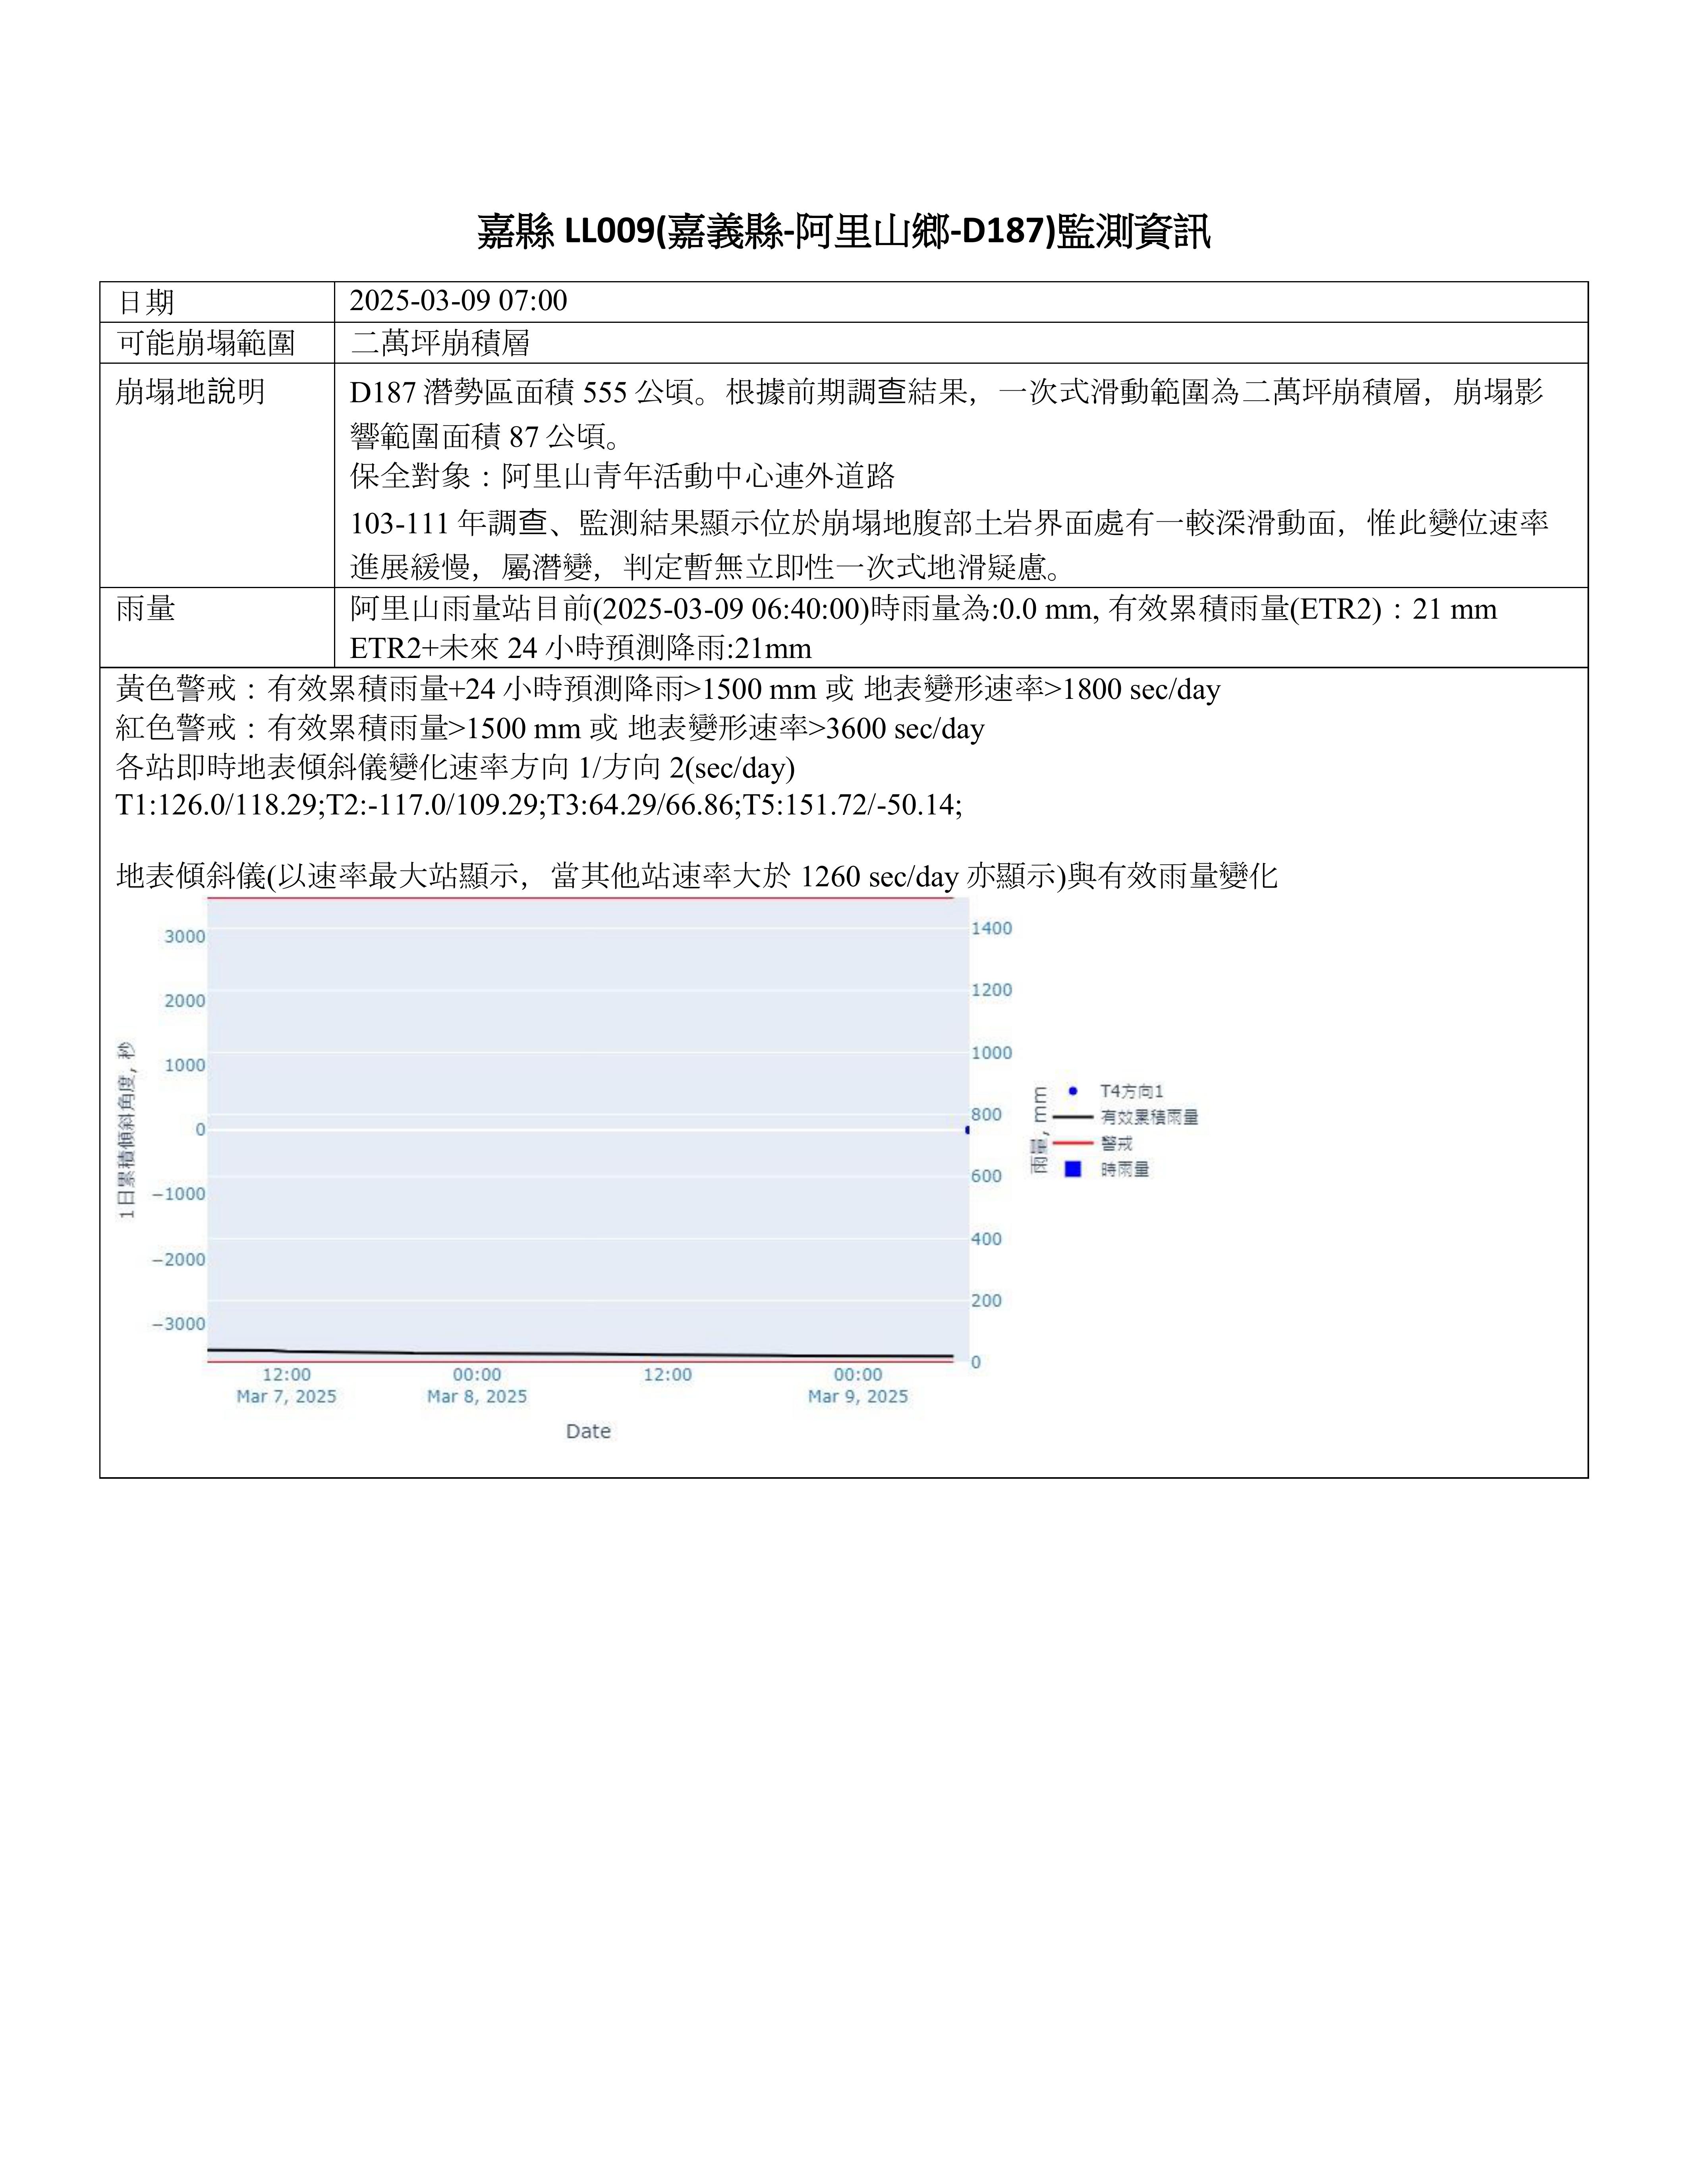 嘉縣 LL009(嘉義縣-阿里山鄉-D187)監測資訊
日期
2025-03-09 07:00
可能崩塌範圍
二萬坪崩積層
崩塌地說明
D187 潛勢區面積 555 公頃。根據前期調查結果，一次式滑動範圍為二萬坪崩積層，崩塌影
響範圍面積 87 公頃。
保全對象：阿里山青年活動中心連外道路
103-111 年調查、監測結果顯示位於崩塌地腹部土岩界面處有一較深滑動面，惟此變位速率
進展緩慢，屬潛變，判定暫無立即性一次式地滑疑慮。
雨量
阿里山雨量站目前(2025-03-09 06:40:00)時雨量為:0.0 mm, 有效累積雨量(ETR2)：21 mm
ETR2+未來 24 小時預測降雨:21mm
黃色警戒：有效累積雨量+24 小時預測降雨>1500 mm 或 地表變形速率>1800 sec/day
紅色警戒：有效累積雨量>1500 mm 或 地表變形速率>3600 sec/day
各站即時地表傾斜儀變化速率方向 1/方向 2(sec/day)
T1:126.0/118.29;T2:-117.0/109.29;T3:64.29/66.86;T5:151.72/-50.14;
地表傾斜儀(以速率最大站顯示，當其他站速率大於 1260 sec/day 亦顯示)與有效雨量變化
1日累積傾斜角度, 秒
3000
2000
1000
0
−1000
−2000
−3000
1400
1200
1000
800
600
400
200
0
雨量, mm
T4方向1
有效累積雨量
警戒
時雨量
12:00
Mar 7, 2025
00:00
Mar 8, 2025
12:00
00:00
Mar 9, 2025
Date